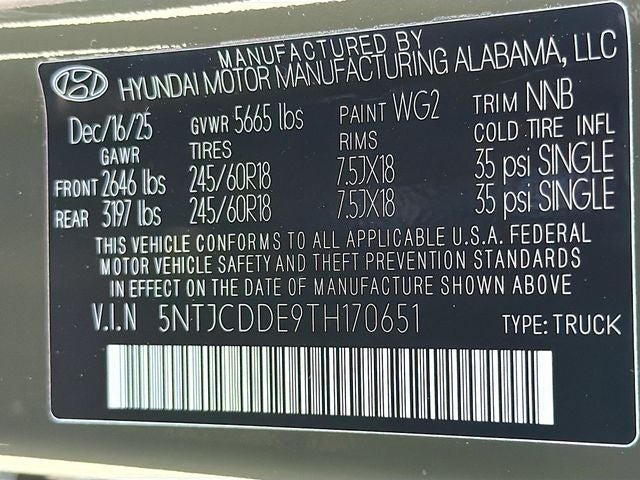 MANUFACTURED BY
HYUNDAI MOTOR MANUFACTURING ALABAMA, LLC
Dec/16/25 GVWR 5665 lbs PAINT WG2 TRIM NNB
GAWR TIRES RIMS COLD TIRE INFL
FRONT 2646 lbs 245/60R18 7.5JX18 35 psi SINGLE
REAR 3197 lbs 245/60R18 7.5JX18 35 psi SINGLE
THIS VEHICLE CONFORMS TO ALL APPLICABLE U.S.A. FEDERAL
MOTOR VEHICLE SAFETY AND THEFT PREVENTION STANDARDS
IN EFFECT ON THE DATE OF MANUFACTURE SHOWN ABOVE
V.I.N 5NTJCDDE9TH170651 TYPE: TRUCK